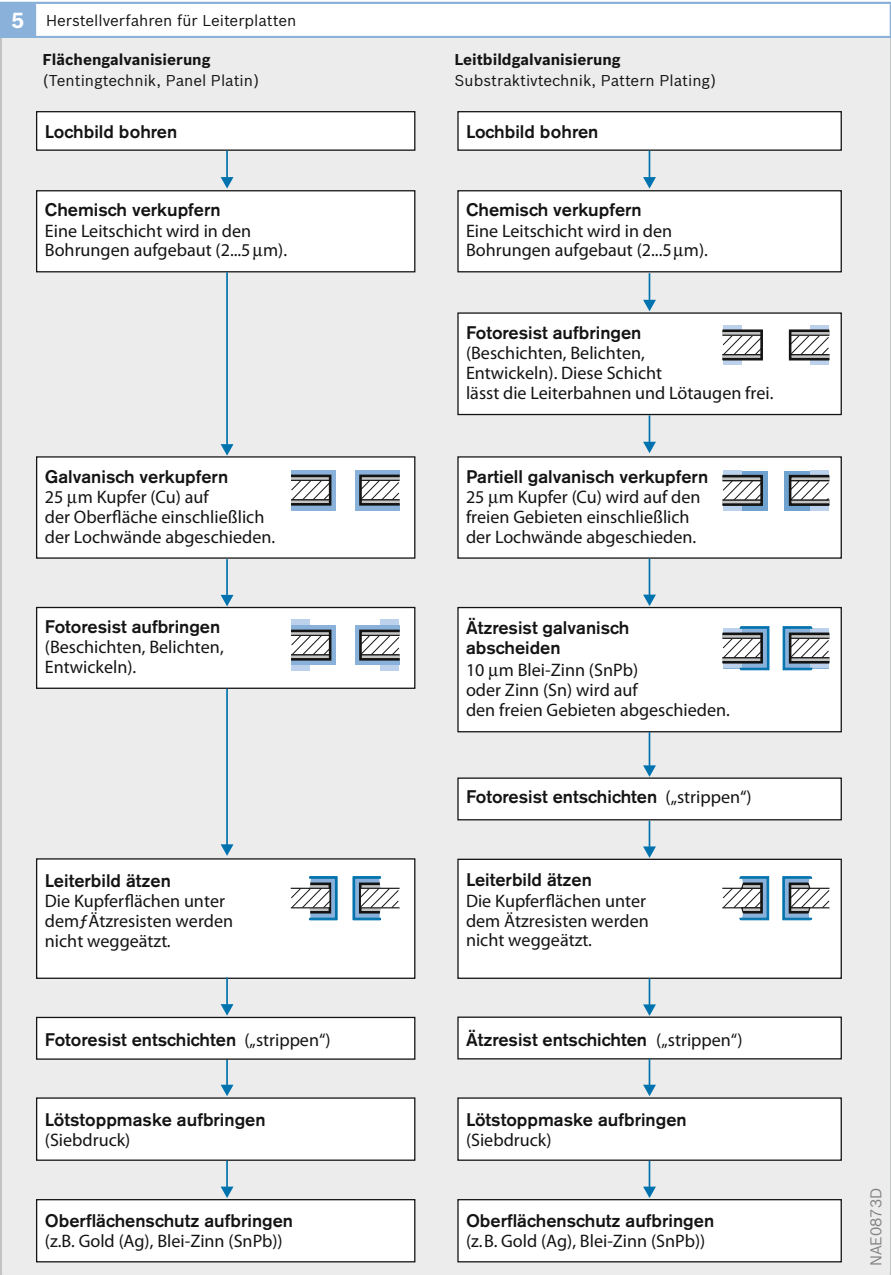 5 Herstellverfahren für Leiterplatten
Flächengalvanisierung
(Tentingtechnik, Panel Platin)
Lochbild bohren
Chemisch verkupfern
Eine Leitschicht wird in den
Bohrungen aufgebaut (2...5 µm).
Galvanisch verkupfern
25 µm Kupfer (Cu) auf
der Oberfläche einschließlich
der Lochwände abgeschieden.
Fotoresist aufbringen
(Beschichten, Belichten,
Entwickeln).
Leiterbild ätzen
Die Kupferflächen unter
demƒÄtzresisten werden
nicht weggeätzt.
Fotoresist entschichten („strippen“)
Lötstoppmaske aufbringen
(Siebdruck)
Oberflächenschutz aufbringen
(z.B. Gold (Ag), Blei-Zinn (SnPb))
Leitbildgalvanisierung
Substraktivtechnik, Pattern Plating)
Lochbild bohren
Chemisch verkupfern
Eine Leitschicht wird in den
Bohrungen aufgebaut (2...5 µm).
Fotoresist aufbringen
(Beschichten, Belichten,
Entwickeln). Diese Schicht
lässt die Leiterbahnen und Lötaugen frei.
Partiell galvanisch verkupfern
25 µm Kupfer (Cu) wird auf den
freien Gebieten einschließlich
der Lochwände abgeschieden.
Ätzresist galvanisch
abscheiden
10 µm Blei-Zinn (SnPb)
oder Zinn (Sn) wird auf
den freien Gebieten abgeschieden.
Fotoresist entschichten („strippen“)
Leiterbild ätzen
Die Kupferflächen unter
dem Ätzresisten werden
nicht weggeätzt.
Ätzresist entschichten („strippen“)
Lötstoppmaske aufbringen
(Siebdruck)
Oberflächenschutz aufbringen
(z.B. Gold (Ag), Blei-Zinn (SnPb))
NAE0873D